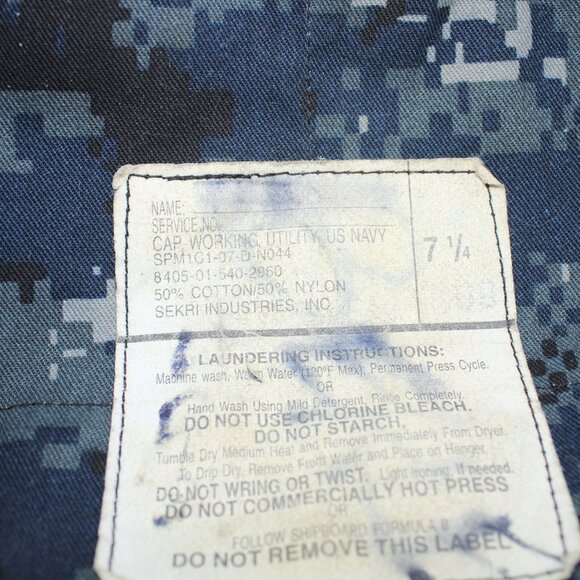 NAME:
SERVICE NO.
CAP, WORKING, UTILITY, US NAVY
SPM1C1-07-D-N044
8405-01-540-2960
50% COTTON/50% NYLON
SEKRI INDUSTRIES, INC.
7 1/4
LAUNDERING INSTRUCTIONS:
Machine wash, Warm Water (120°F Max), Permanent Press Cycle.
OR
Hand Wash Using Mild Detergent, Rinse Completely.
DO NOT USE CHLORINE BLEACH.
DO NOT STARCH.
Tumble Dry Medium Heat and Remove Immediately From Dryer.
To Drip Dry, Remove From Water and Place on Hanger.
DO NOT WRING OR TWIST. Light ironing, if needed.
DO NOT COMMERCIALLY HOT PRESS
OR
FOLLOW SHIPBOARD FORMULA II
DO NOT REMOVE THIS LABEL